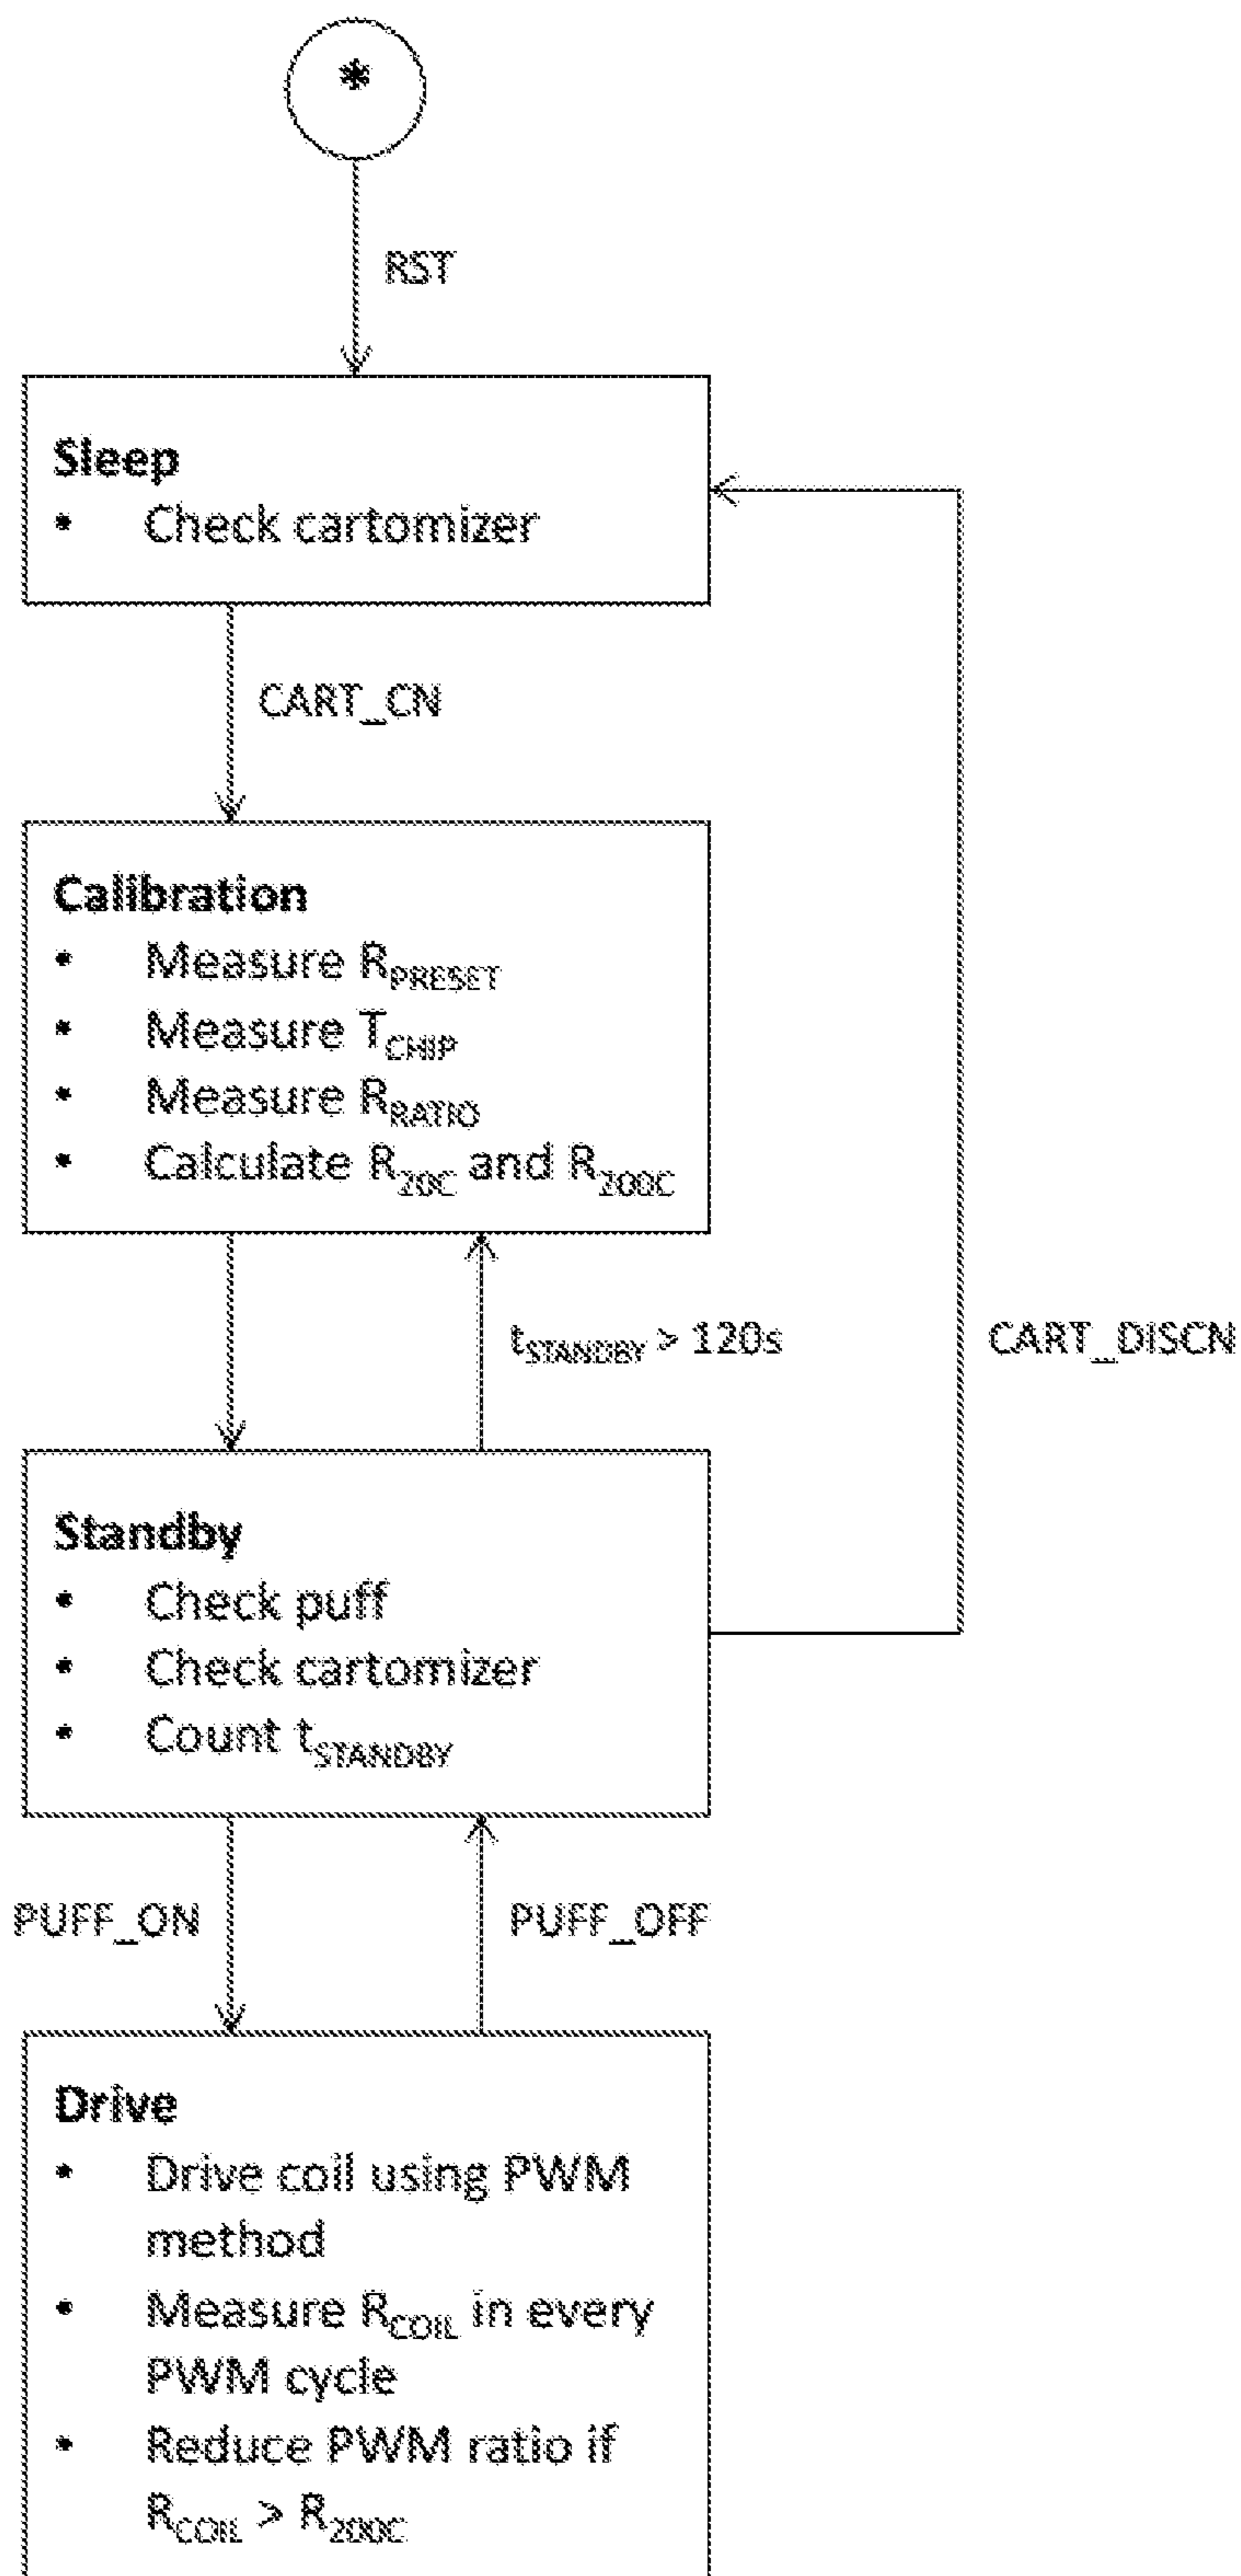 *
RST
Sleep
* Check cartomizer
CART_CN
Calibration
* Measure R_PRESET
* Measure T_CHIP
* Measure R_RATIO
* Calculate R_20C and R_200C
t_STANDBY > 120s
CART_DISCN
Standby
* Check puff
* Check cartomizer
* Count t_STANDBY
PUFF_ON
PUFF_OFF
Drive
* Drive coil using PWM
method
* Measure R_COIL in every
PWM cycle
* Reduce PWM ratio if
R_COIL > R_200C